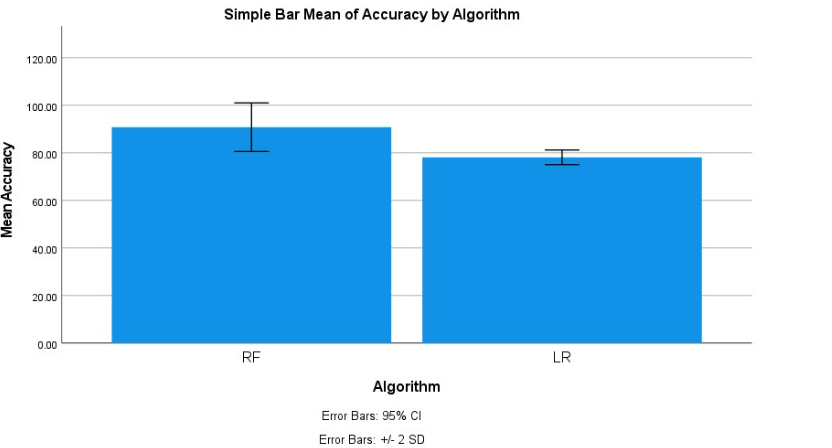 Simple Bar Mean of Accuracy by Algorithm
120.00
100.00
80.00
60.00
40.00
20.00
0.00
Mean Accuracy
RF
LR
Algorithm
Error Bars: 95% CI
Error Bars: +/- 2 SD